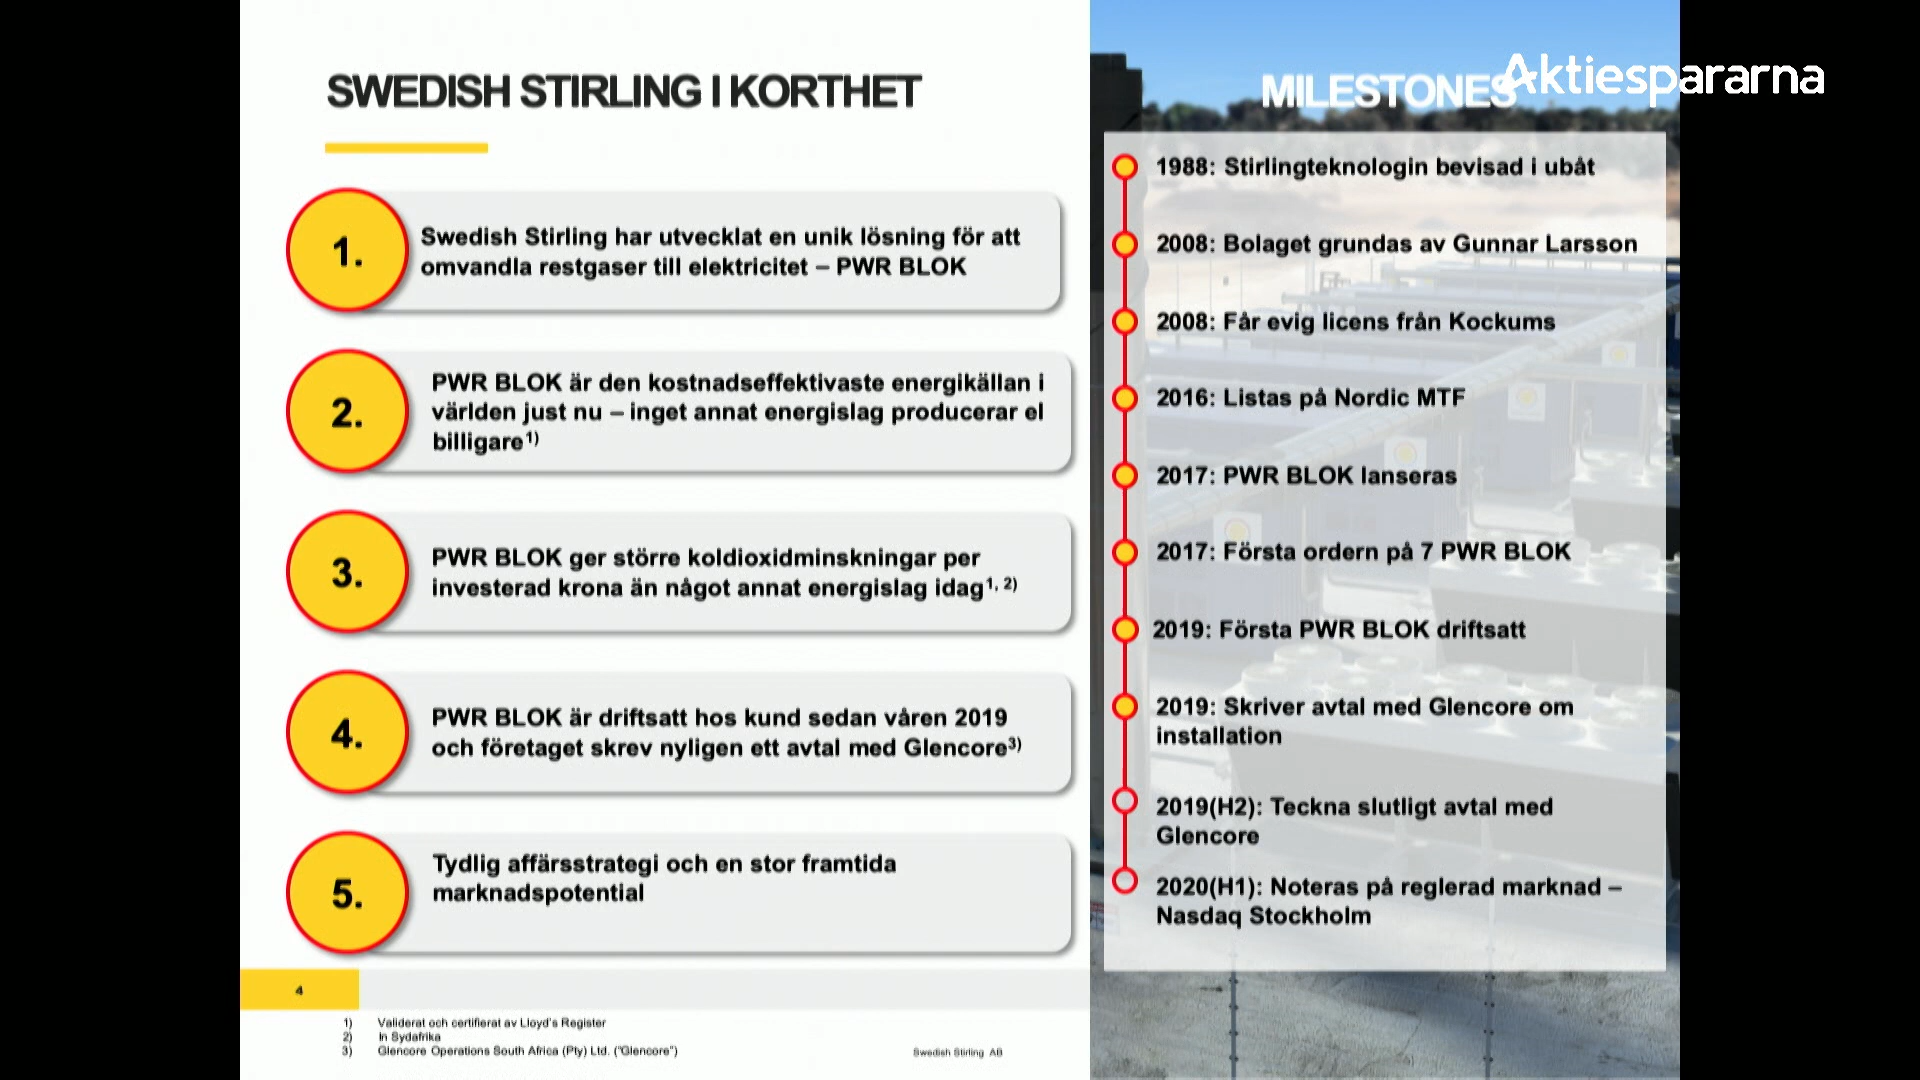 SWEDISH STIRLING I KORTHET
1.
Swedish Stirling har utvecklat en unik lösning för att
omvandla restgaser till elektricitet – PWR BLOK
2.
PWR BLOK är den kostnadseffektivaste energikällan i
världen just nu – inget annat energislag producerar el
billigare1)
3.
PWR BLOK ger större koldioxidminskningar per
investerad krona än något annat energislag idag1, 2)
4.
PWR BLOK är driftsatt hos kund sedan våren 2019
och företaget skrev nyligen ett avtal med Glencore3)
5.
Tydlig affärsstrategi och en stor framtida
marknadspotential
4
1) Validerat och certifierat av Lloyd's Register
2) In Sydafrika
3) Glencore Operations South Africa (Pty) Ltd. ("Glencore")
Swedish Stirling AB
MILESTONES
Aktiespararna
1988: Stirlingteknologin bevisad i ubåt
2008: Bolaget grundas av Gunnar Larsson
2008: Får evig licens från Kockums
2016: Listas på Nordic MTF
2017: PWR BLOK lanseras
2017: Första ordern på 7 PWR BLOK
2019: Första PWR BLOK driftsatt
2019: Skriver avtal med Glencore om
installation
2019(H2): Teckna slutligt avtal med
Glencore
2020(H1): Noteras på reglerad marknad –
Nasdaq Stockholm